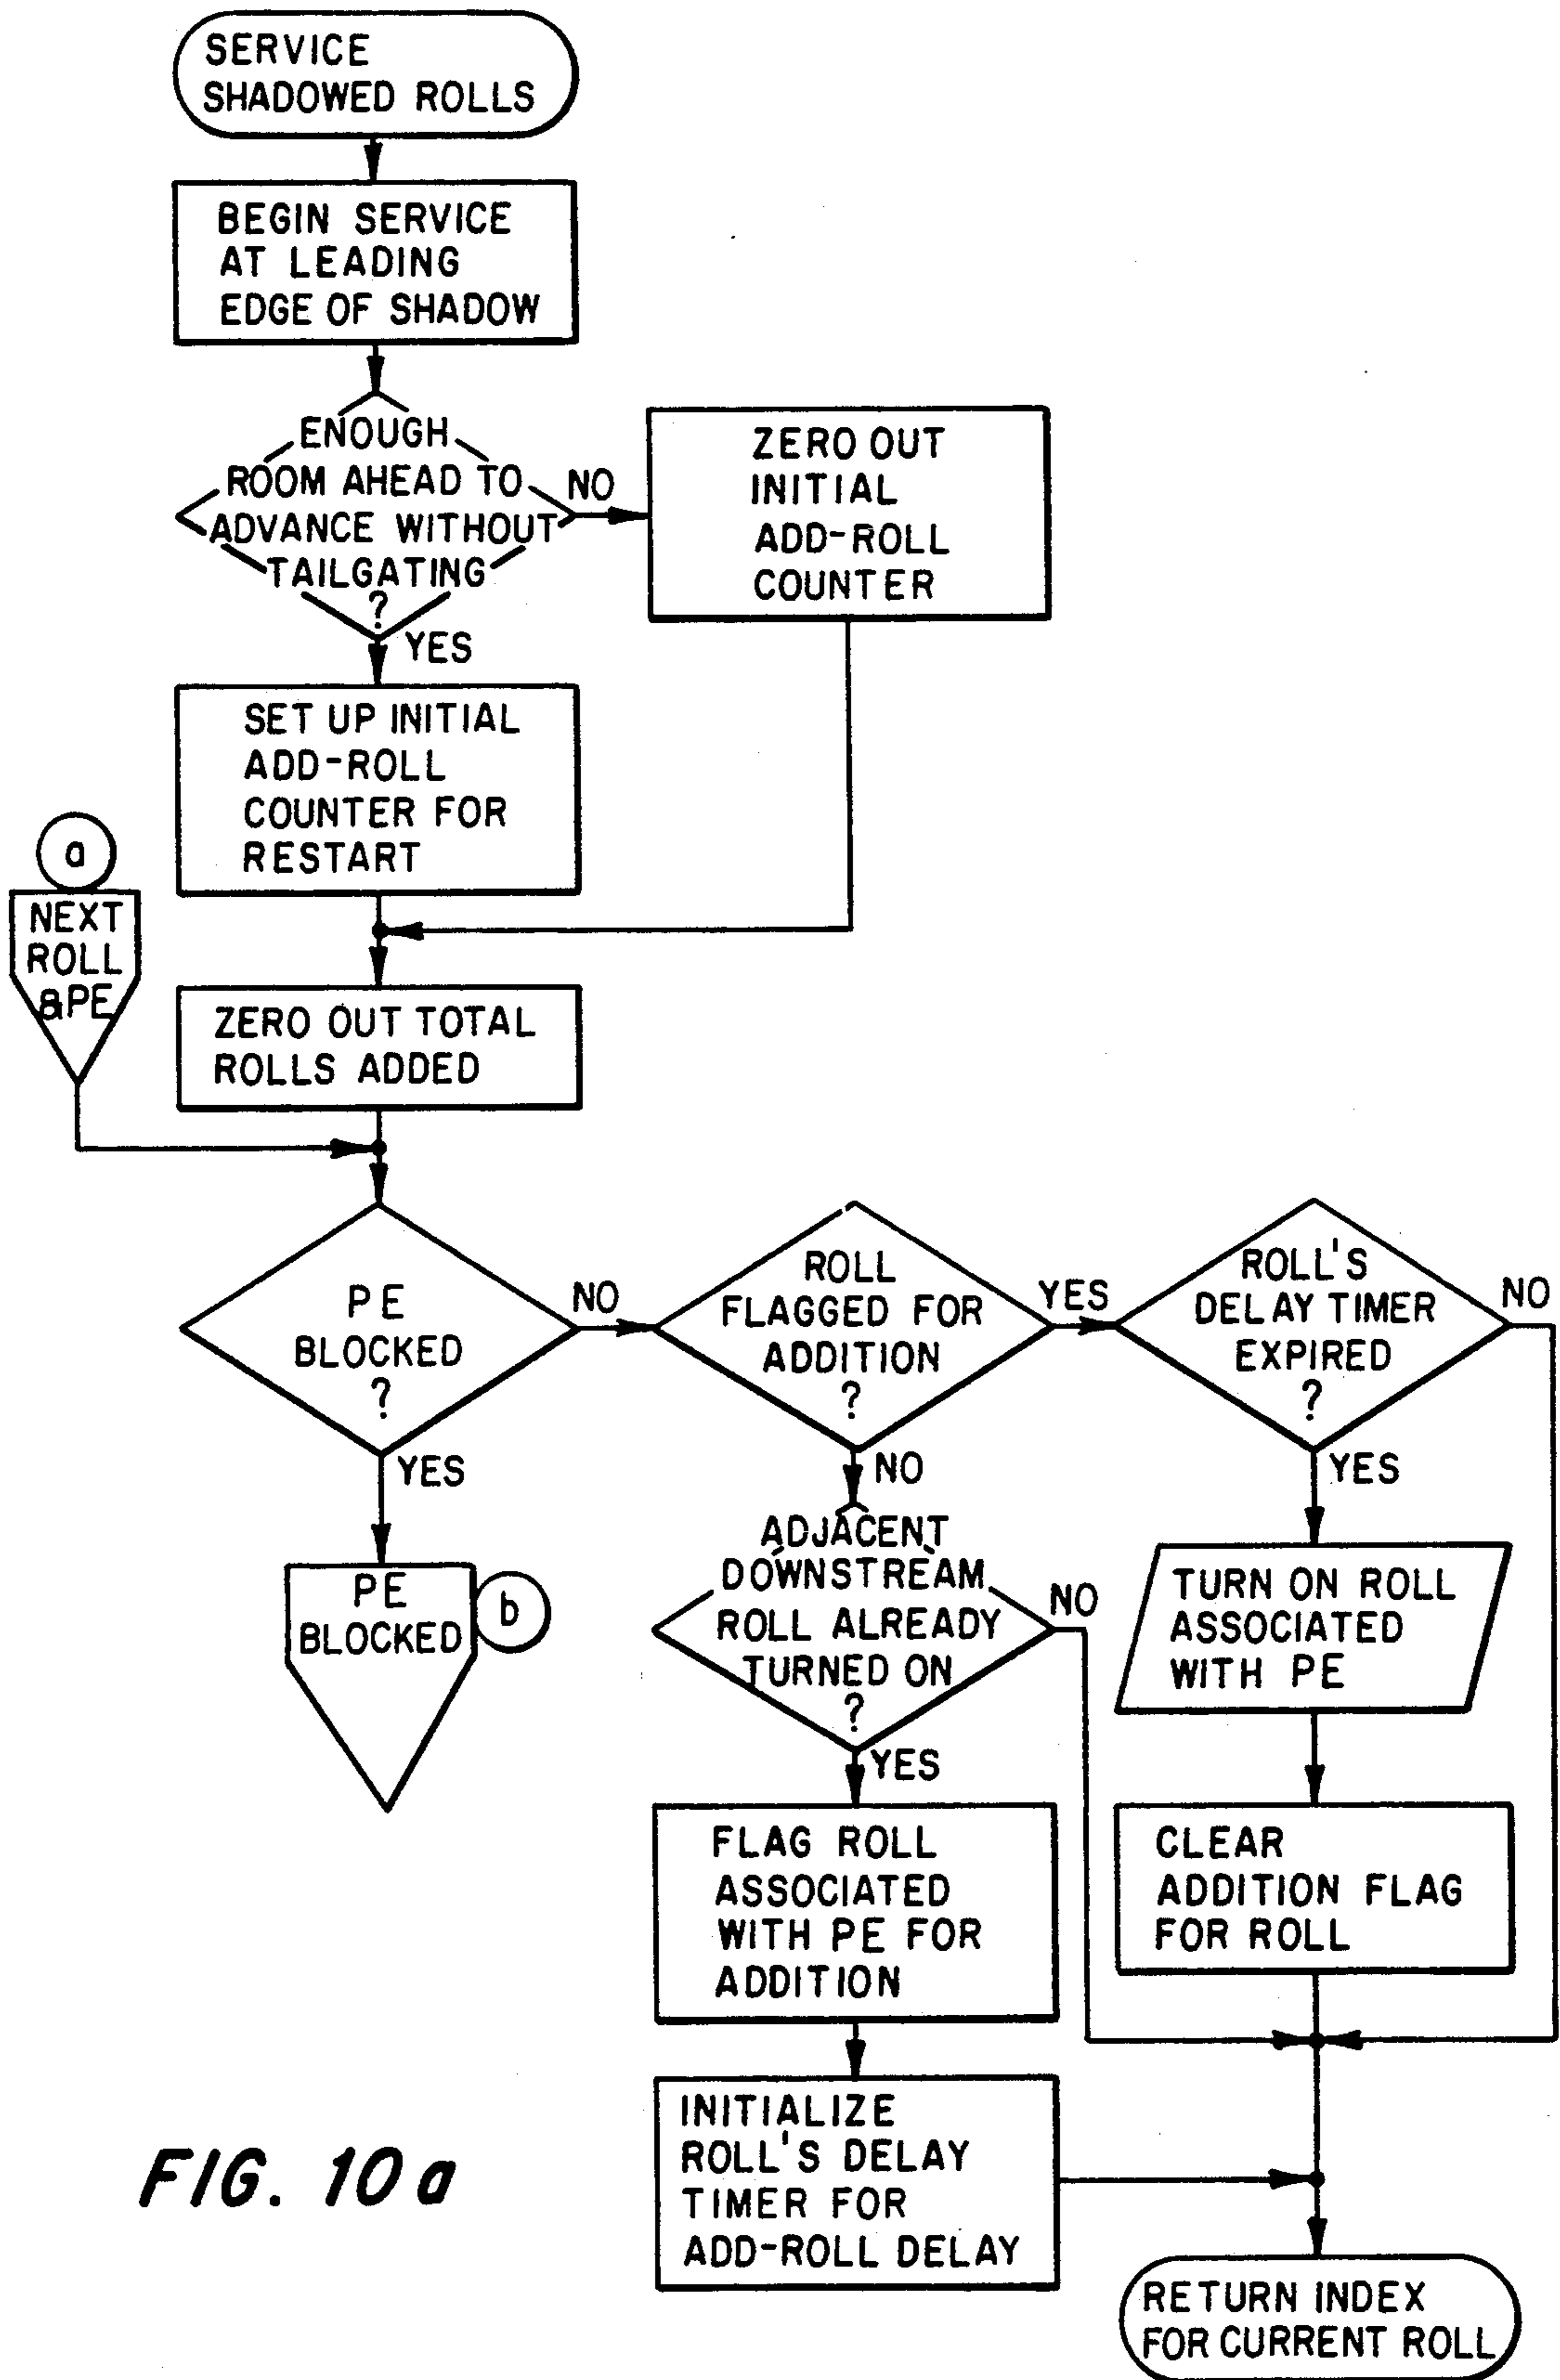 SERVICE
SHADOWED ROLLS
BEGIN SERVICE
AT LEADING
EDGE OF SHADOW
ENOUGH
ROOM AHEAD TO
ADVANCE WITHOUT
TAILGATING
?
NO
YES
ZERO OUT
INITIAL
ADD-ROLL
COUNTER
SET UP INITIAL
ADD-ROLL
COUNTER FOR
RESTART
a
NEXT
ROLL
&PE
ZERO OUT TOTAL
ROLLS ADDED
PE
BLOCKED
?
NO
YES
PE
BLOCKED
b
ROLL
FLAGGED FOR
ADDITION
?
YES
NO
ROLL'S
DELAY TIMER
EXPIRED
?
NO
YES
ADJACENT
DOWNSTREAM
ROLL ALREADY
TURNED ON
?
NO
YES
TURN ON ROLL
ASSOCIATED
WITH PE
FLAG ROLL
ASSOCIATED
WITH PE FOR
ADDITION
CLEAR
ADDITION FLAG
FOR ROLL
INITIALIZE
ROLL'S DELAY
TIMER FOR
ADD-ROLL DELAY
RETURN INDEX
FOR CURRENT ROLL
FIG. 10a